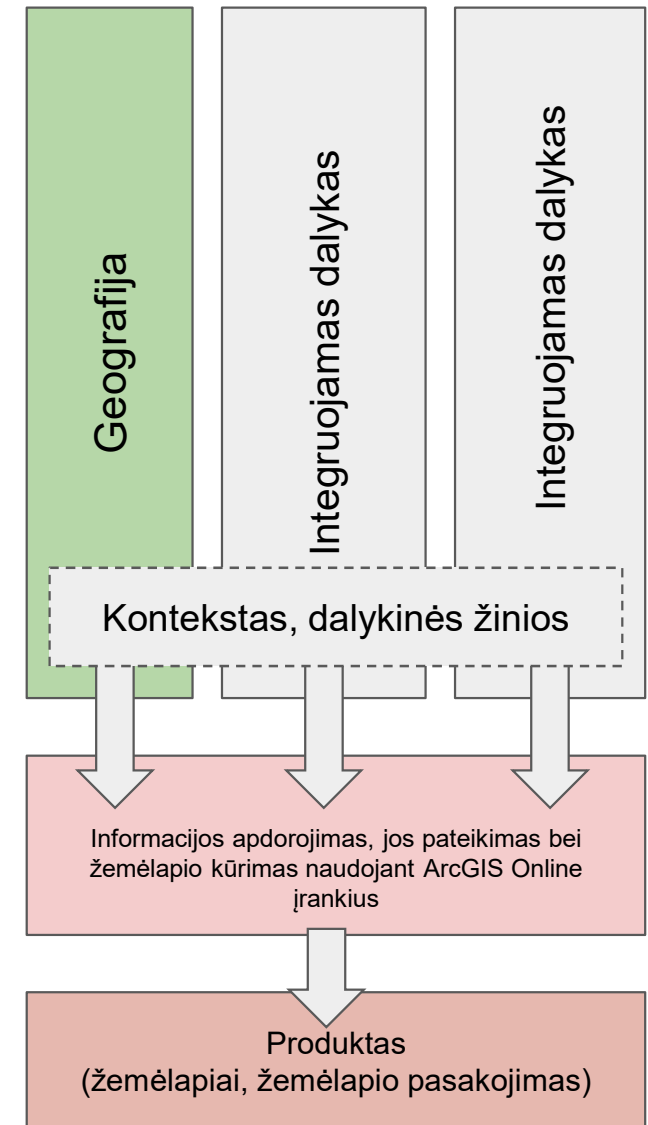 Geografija
Integruojamas dalykas
Integruojamas dalykas
Kontekstas, dalykinės žinios
Informacijos apdorojimas, jos pateikimas bei
žemėlapio kūrimas naudojant ArcGIS Online
įrankius
Produktas
(žemėlapiai, žemėlapio pasakojimas)